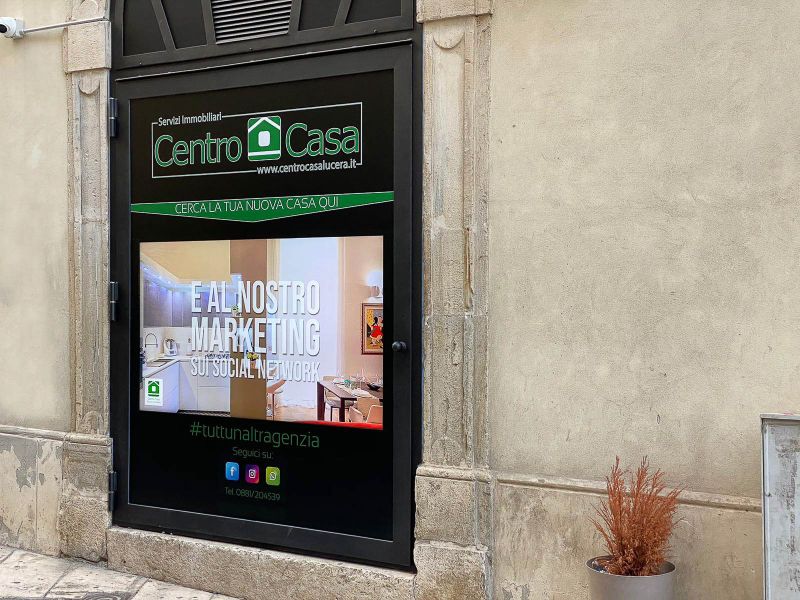 Servizi Immobiliari
Centro Casa
www.centrocasalucera.it
CERCA LA TUA NUOVA CASA QUI
E AL NOSTRO
MARKETING
SUI SOCIAL NETWORK
#tuttunaltragenzia
Seguici su:
Tel. 0881/204539